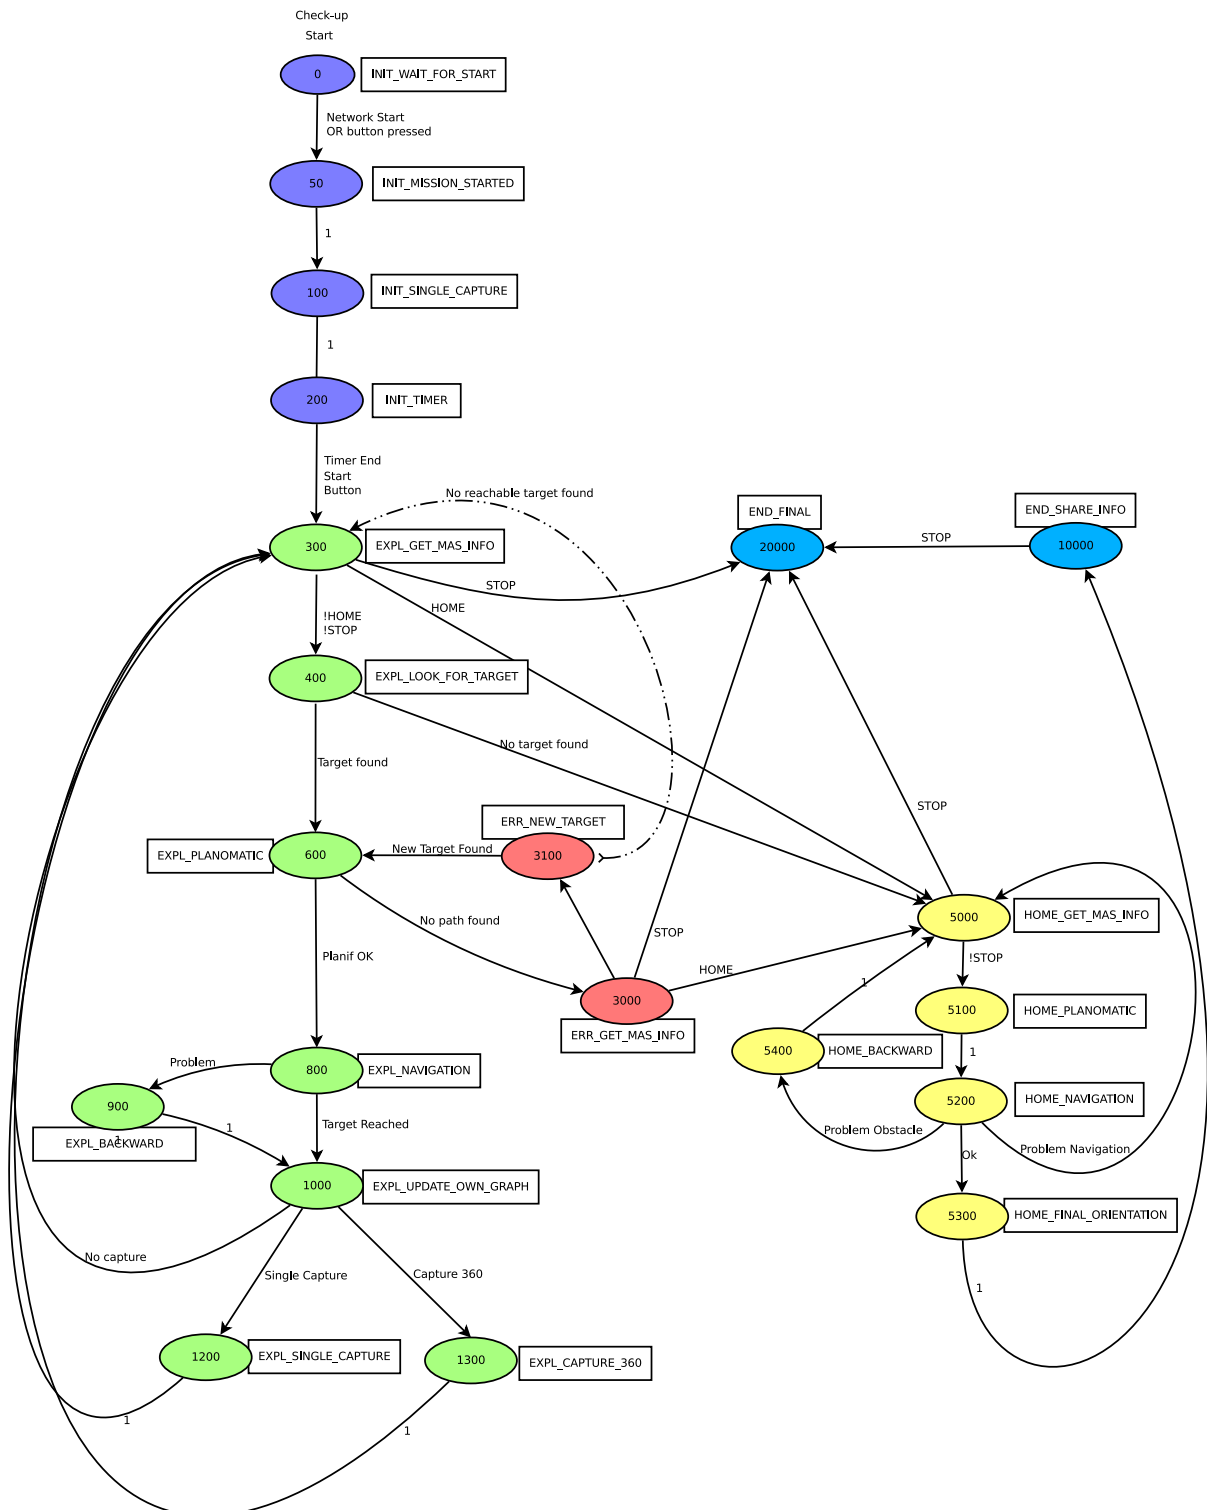 Check-up
Start
0
INIT_WAIT_FOR_START
Network Start
OR button pressed
50
INIT_MISSION_STARTED
1
100
INIT_SINGLE_CAPTURE
1
200
INIT_TIMER
Timer End
Start
Button
No reachable target found
END_FINAL
END_SHARE_INFO
300
EXPL_GET_MAS_INFO
20000
STOP
10000
STOP
HOME
!HOME
!STOP
400
EXPL_LOOK_FOR_TARGET
No target found
Target found
STOP
ERR_NEW_TARGET
EXPL_PLANOMATIC
600
New Target Found
3100
No path found
STOP
5000
HOME_GET_MAS_INFO
Planif OK
HOME
!STOP
1
3000
ERR_GET_MAS_INFO
5100
HOME_PLANOMATIC
5400
HOME_BACKWARD
1
Problem
800
EXPL_NAVIGATION
5200
HOME_NAVIGATION
900
EXPL_BACKWARD
1
1
Target Reached
Problem Obstacle
Ok
Problem Navigation
1000
EXPL_UPDATE_OWN_GRAPH
5300
HOME_FINAL_ORIENTATION
No capture
Single Capture
Capture 360
1
1200
EXPL_SINGLE_CAPTURE
1300
EXPL_CAPTURE_360
1
1